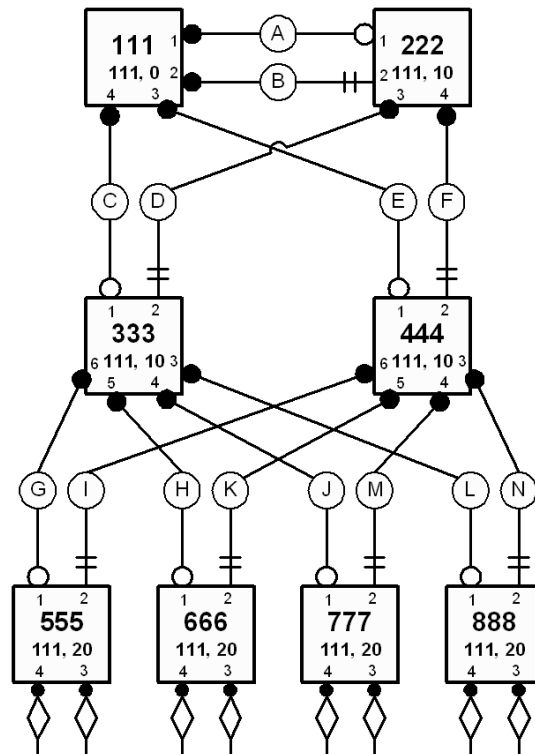 111 1 A 1 222
111, 0 2 B 2 111, 10
4 3 3 4
C D E F
1 2 1 2
333 444
6 111, 10 3 6 111, 10 3
5 4 5 4
G I H K J M L N
1 2 1 2 1 2 1 2
555 666 777 888
111, 20 111, 20 111, 20 111, 20
4 3 4 3 4 3 4 3